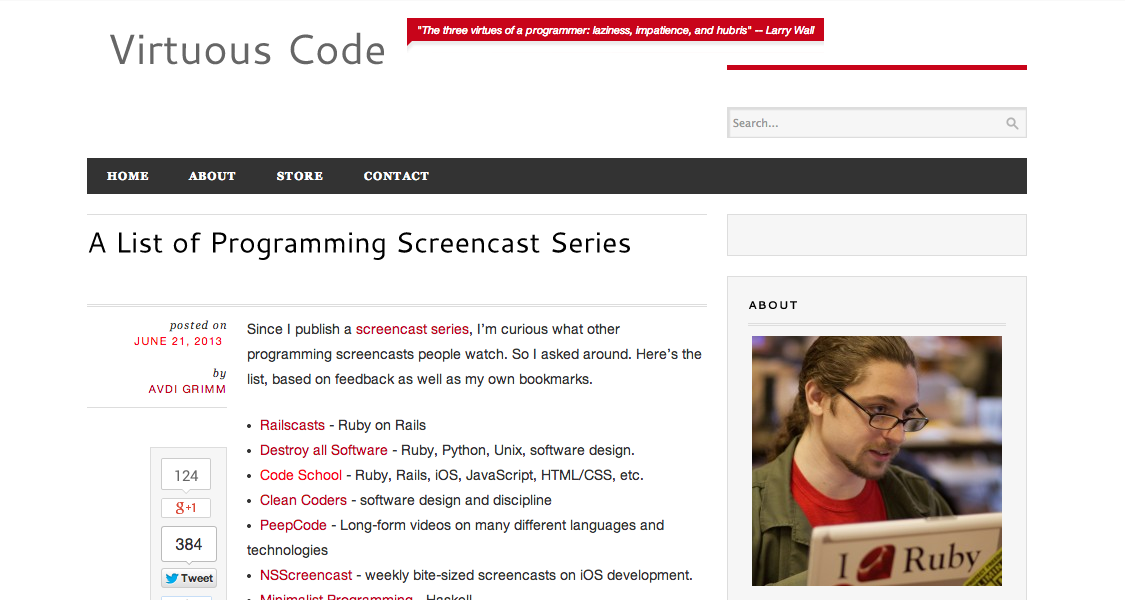 Virtuous Code
"The three virtues of a programmer: laziness, impatience, and hubris" -- Larry Wall
Search...
HOME ABOUT STORE CONTACT
A List of Programming Screencast Series
posted on
JUNE 21, 2013
by
AVDI GRIMM
124
g+1
384
Tweet
Since I publish a screencast series, I'm curious what other
programming screencasts people watch. So I asked around. Here's the
list, based on feedback as well as my own bookmarks.
• Railscasts - Ruby on Rails
• Destroy all Software - Ruby, Python, Unix, software design.
• Code School - Ruby, Rails, iOS, JavaScript, HTML/CSS, etc.
• Clean Coders - software design and discipline
• PeepCode - Long-form videos on many different languages and
technologies
• NSScreencast - weekly bite-sized screencasts on iOS development.
• Minimalist Programming - Haskell
ABOUT
I Ruby